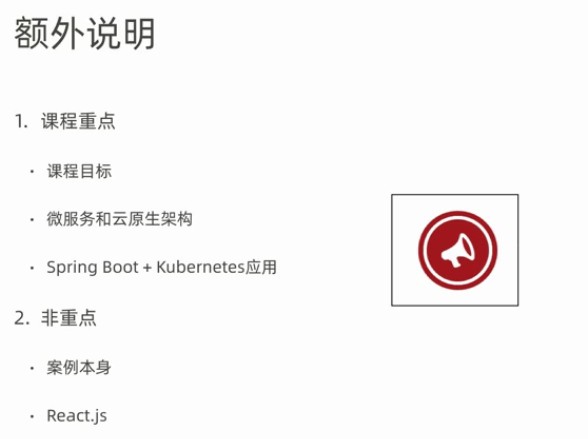 额外说明
1. 课程重点
• 课程目标
• 微服务和云原生架构
• Spring Boot + Kubernetes应用
2. 非重点
• 案例本身
• React.js